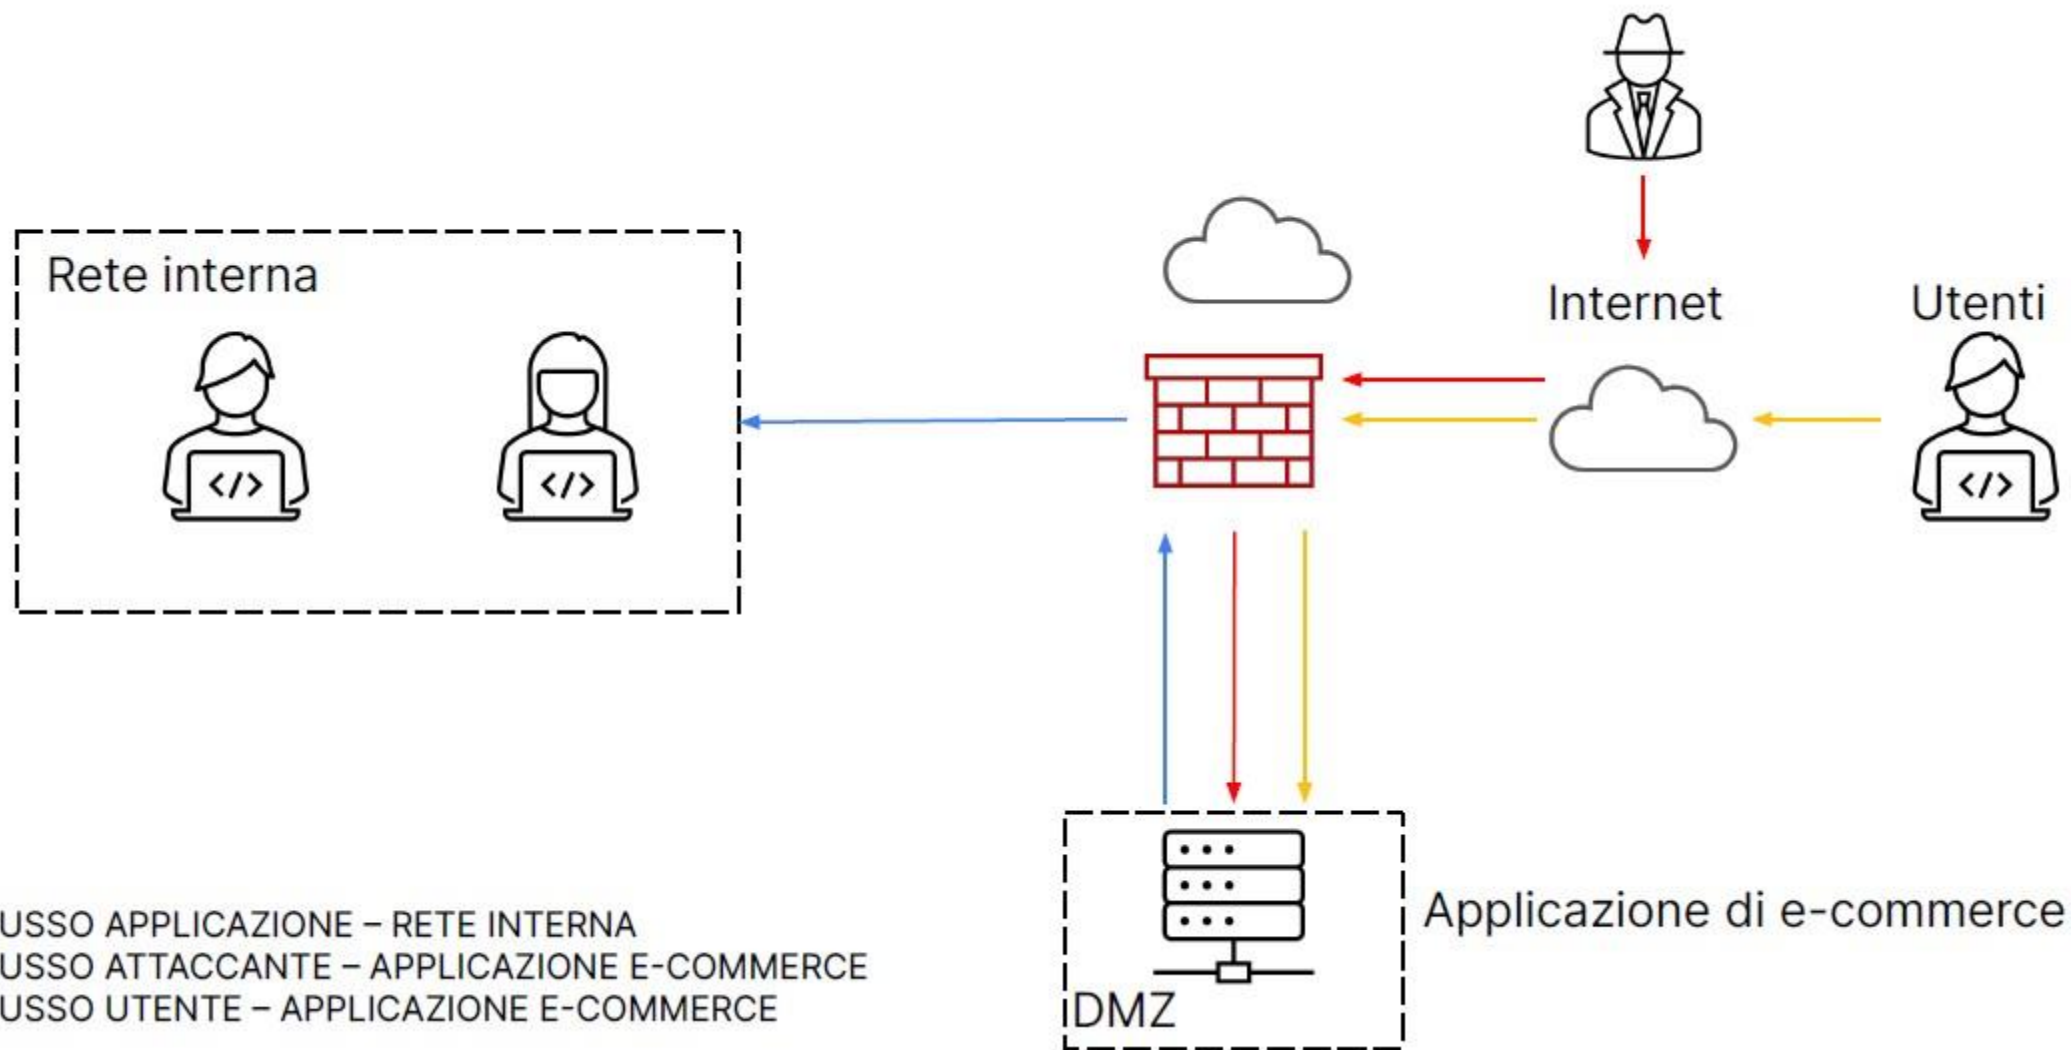 Rete interna
</>
</>
Internet
Utenti
</>
Applicazione di e-commerce
DMZ
USSO APPLICAZIONE – RETE INTERNA
USSO ATTACCANTE – APPLICAZIONE E-COMMERCE
USSO UTENTE – APPLICAZIONE E-COMMERCE